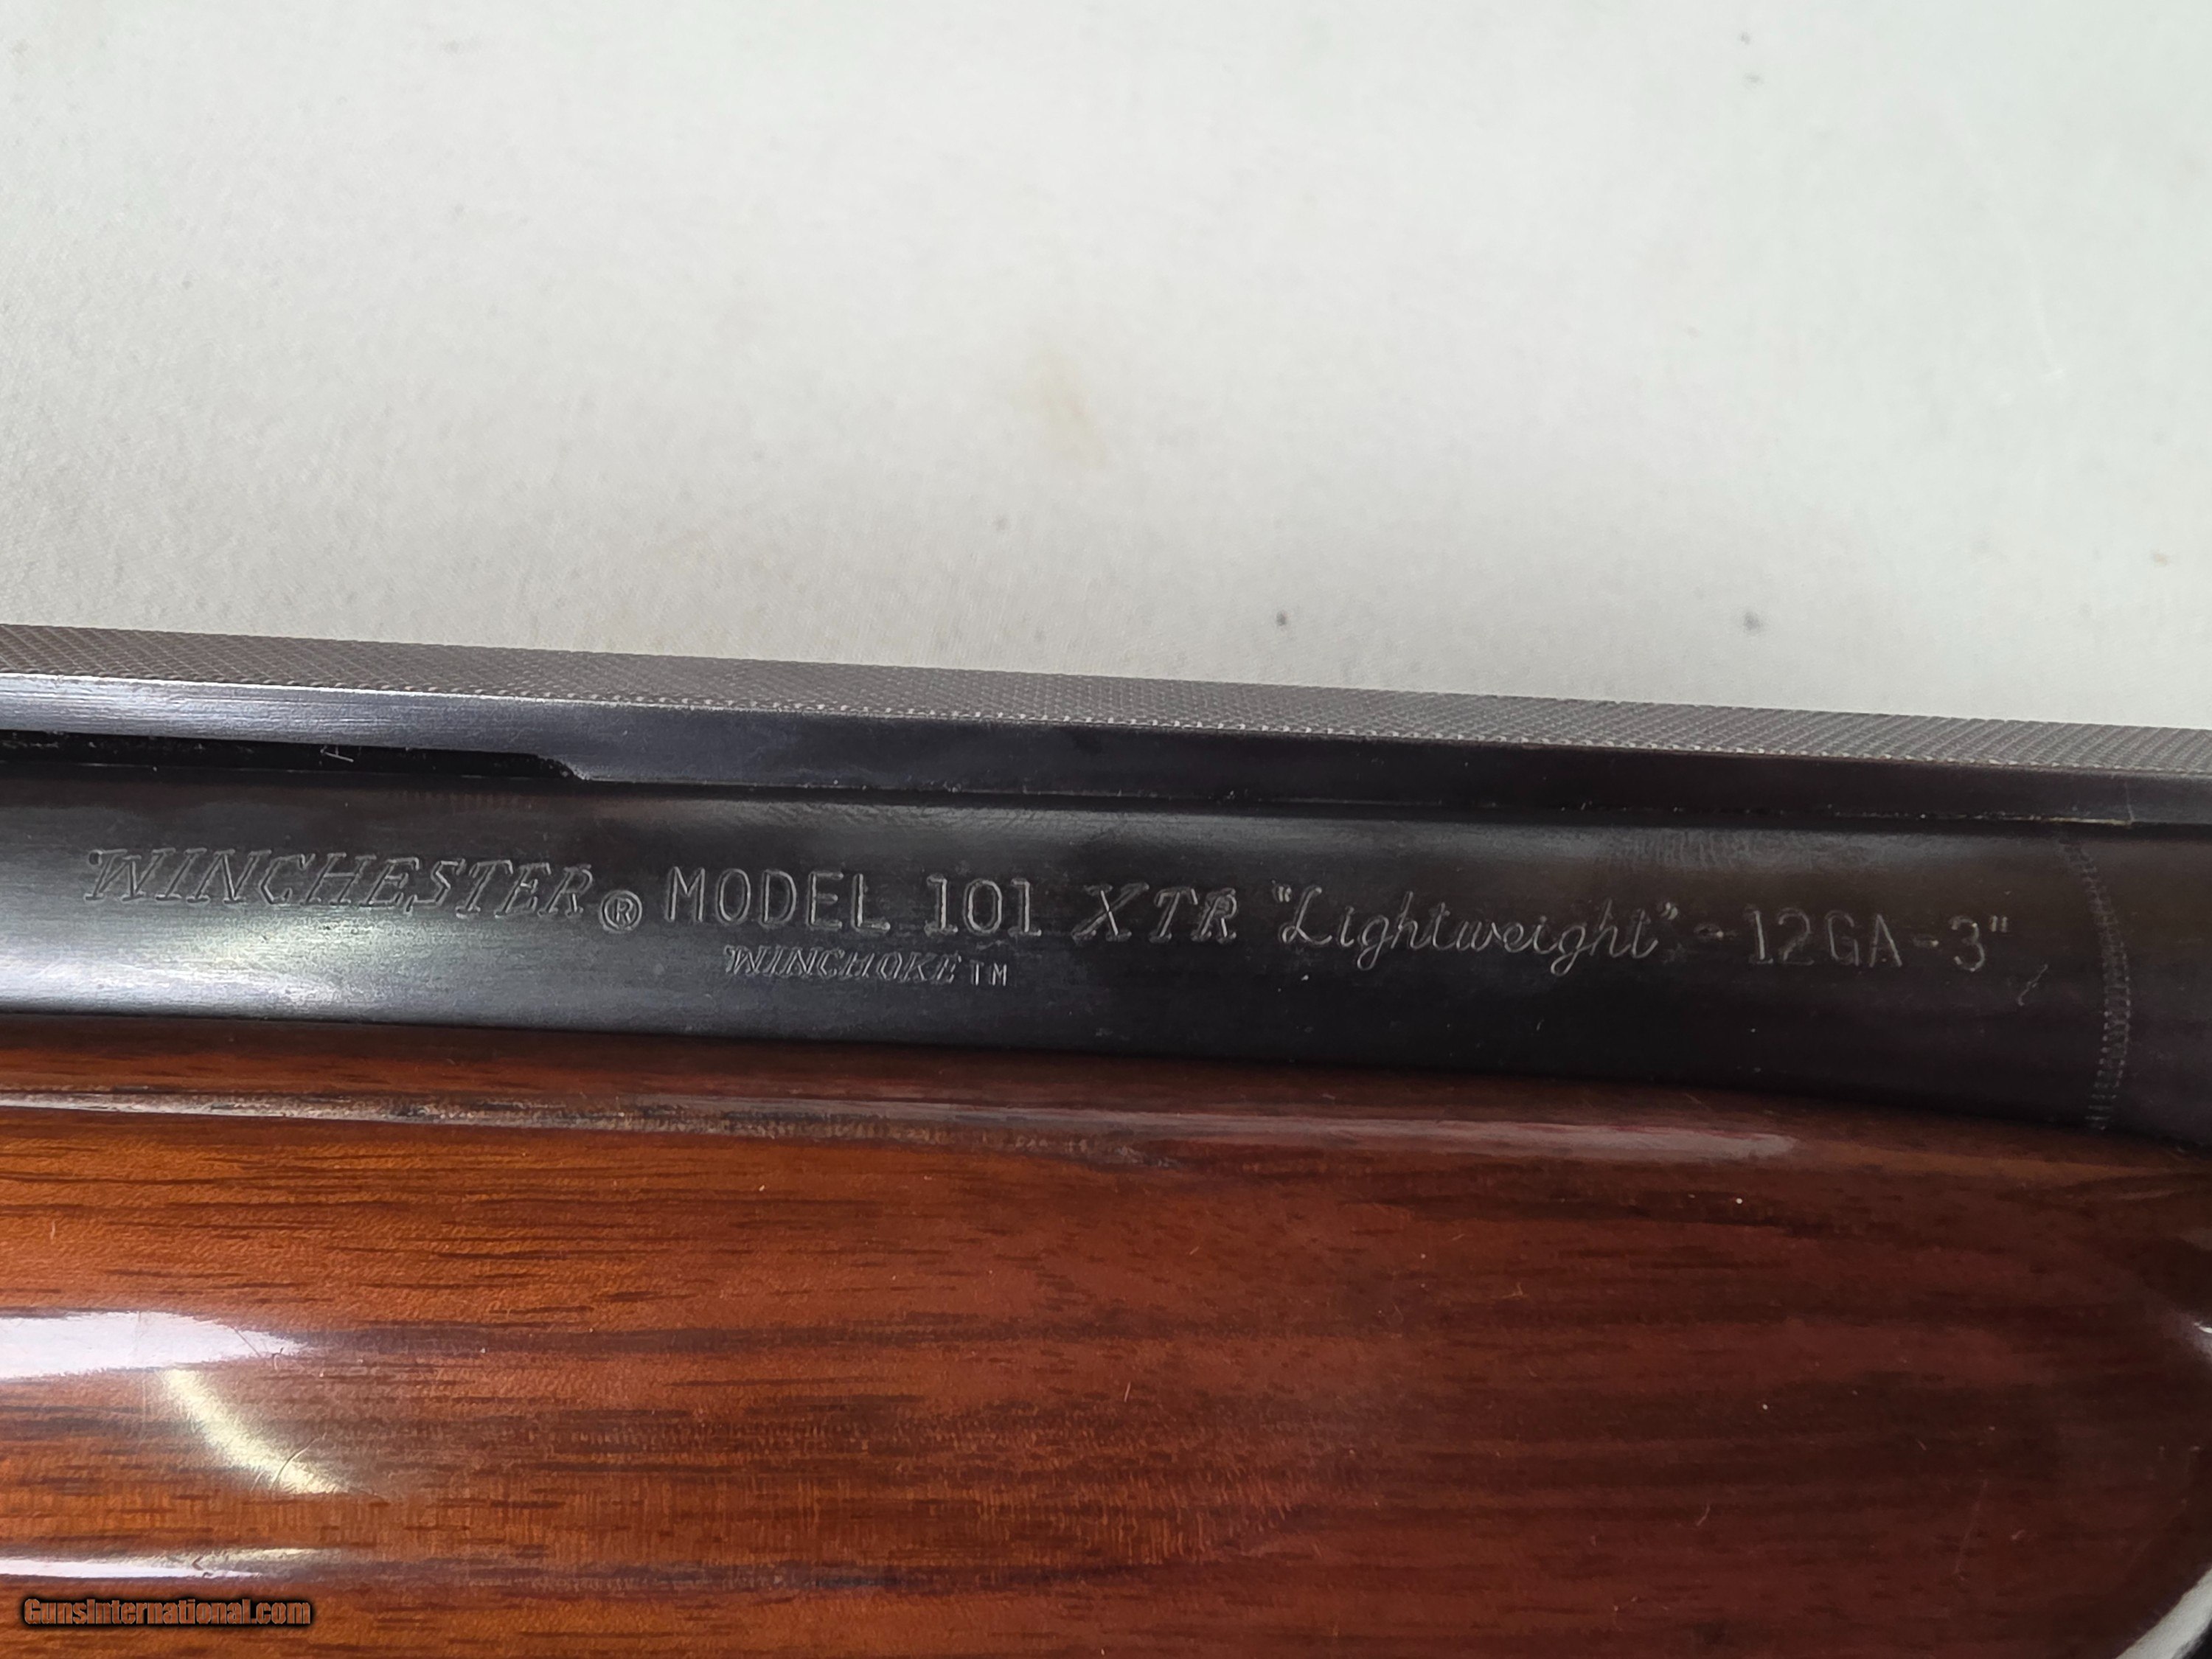 WINCHESTER® MODEL 101 XTR "Lightweight" - 12GA - 3"
WINCHOKE TM
GunsInternational.com